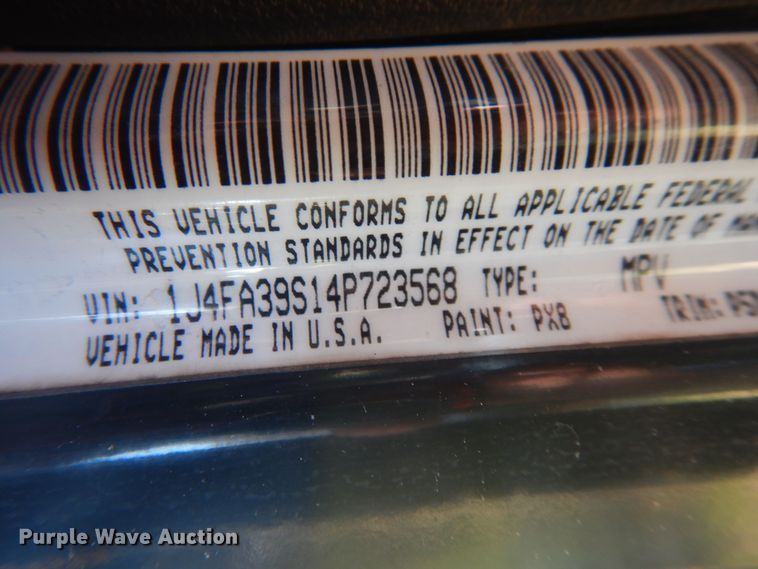 THIS VEHICLE CONFORMS TO ALL APPLICABLE FEDERAL
PREVENTION STANDARDS IN EFFECT ON THE DATE OF
VIN: 1J4FA39S14P723568 TYPE: MPV
VEHICLE MADE IN U.S.A. PAINT: PX8 TRIM:
Purple Wave Auction